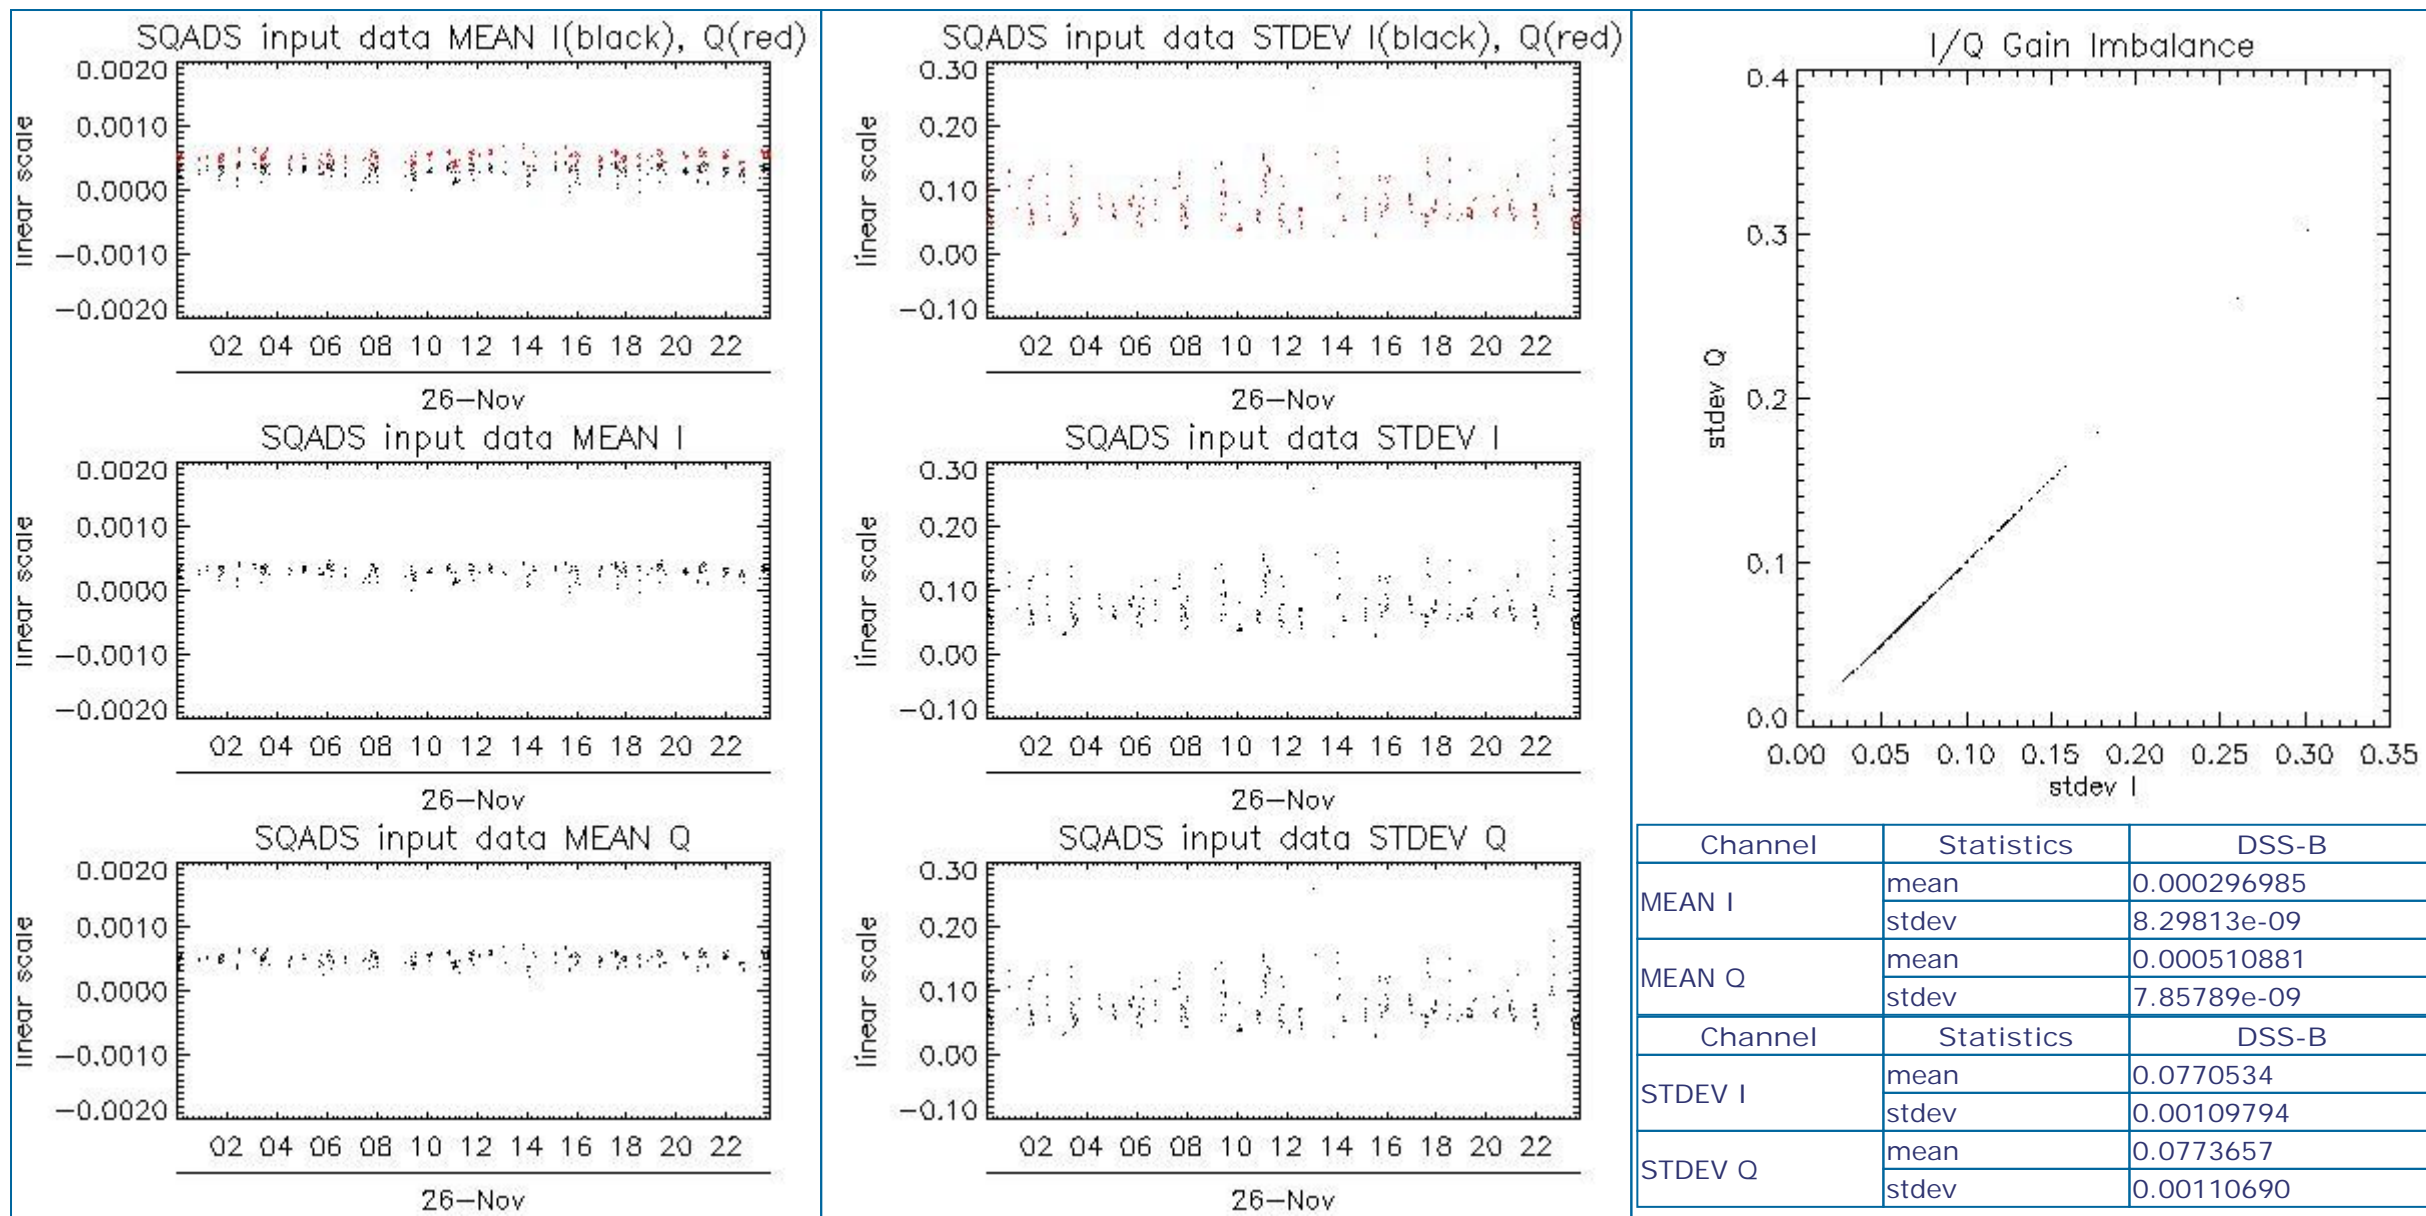 SQADS input data MEAN I(black), Q(red)
linear scale
0.0020
0.0010
0.0000
−0.0010
−0.0020
02 04 06 08 10 12 14 16 18 20 22
26−Nov
SQADS input data MEAN I
linear scale
0.0020
0.0010
0.0000
−0.0010
−0.0020
02 04 06 08 10 12 14 16 18 20 22
26−Nov
SQADS input data MEAN Q
linear scale
0.0020
0.0010
0.0000
−0.0010
−0.0020
02 04 06 08 10 12 14 16 18 20 22
26−Nov
SQADS input data STDEV I(black), Q(red)
linear scale
0.30
0.20
0.10
0.00
−0.10
02 04 06 08 10 12 14 16 18 20 22
26−Nov
SQADS input data STDEV I
linear scale
0.30
0.20
0.10
0.00
−0.10
02 04 06 08 10 12 14 16 18 20 22
26−Nov
SQADS input data STDEV Q
linear scale
0.30
0.20
0.10
0.00
−0.10
02 04 06 08 10 12 14 16 18 20 22
26−Nov
I/Q Gain Imbalance
stdev Q
0.4
0.3
0.2
0.1
0.0
0.00 0.05 0.10 0.15 0.20 0.25 0.30 0.35
stdev I
Channel Statistics DSS-B
MEAN I
mean 0.000296985
stdev 8.29813e-09
MEAN Q
mean 0.000510881
stdev 7.85789e-09
Channel Statistics DSS-B
STDEV I
mean 0.0770534
stdev 0.00109794
STDEV Q
mean 0.0773657
stdev 0.00110690